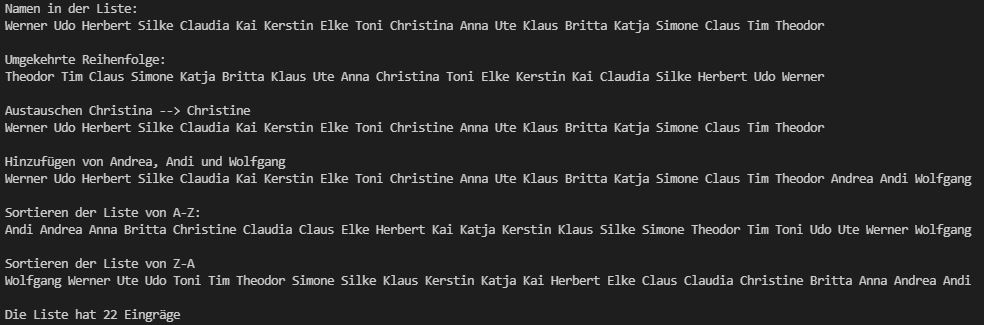 Namen in der Liste:
Werner Udo Herbert Silke Claudia Kai Kerstin Elke Toni Christina Anna Ute Klaus Britta Katja Simone Claus Tim Theodor
Umgekehrte Reihenfolge:
Theodor Tim Claus Simone Katja Britta Klaus Ute Anna Christina Toni Elke Kerstin Kai Claudia Silke Herbert Udo Werner
Austauschen Christina --> Christine
Werner Udo Herbert Silke Claudia Kai Kerstin Elke Toni Christine Anna Ute Klaus Britta Katja Simone Claus Tim Theodor
Hinzufügen von Andrea, Andi und Wolfgang
Werner Udo Herbert Silke Claudia Kai Kerstin Elke Toni Christine Anna Ute Klaus Britta Katja Simone Claus Tim Theodor Andrea Andi Wolfgang
Sortieren der Liste von A-Z:
Andi Andrea Anna Britta Christine Claudia Claus Elke Herbert Kai Katja Kerstin Klaus Silke Simone Theodor Tim Toni Udo Ute Werner Wolfgang
Sortieren der Liste von Z-A
Wolfgang Werner Ute Udo Toni Tim Theodor Simone Silke Klaus Kerstin Katja Kai Herbert Elke Claus Claudia Christine Britta Anna Andrea Andi
Die Liste hat 22 Eingräge